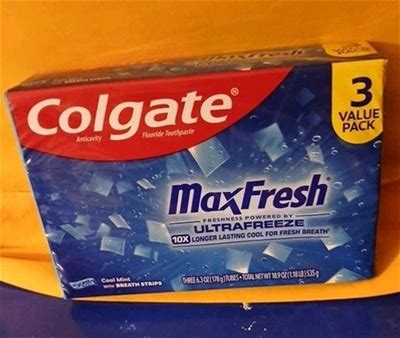 Colgate®
Anticavity Fluoride Toothpaste
3
VALUE
PACK
MaxFresh®
FRESHNESS POWERED BY
ULTRAFREEZE
10X LONGER LASTING COOL FOR FRESH BREATH
Cool Mint
with BREATH STRIPS
THREE 6.3 OZ (178 g) TUBES • TOTAL NET WT 18.9 OZ (1.18 LB) 535 g